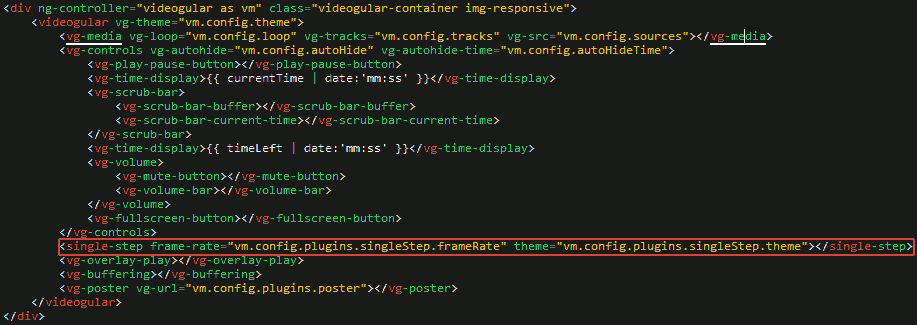 <div ng-controller="videogular as vm" class="videogular-container img-responsive">
<videogular vg-theme="vm.config.theme">
<vg-media vg-loop="vm.config.loop" vg-tracks="vm.config.tracks" vg-src="vm.config.sources"></vg-media>
<vg-controls vg-autohide="vm.config.autoHide" vg-autohide-time="vm.config.autoHideTime">
<vg-play-pause-button></vg-play-pause-button>
<vg-time-display>{{ currentTime | date:'mm:ss' }}</vg-time-display>
<vg-scrub-bar>
<vg-scrub-bar-buffer></vg-scrub-bar-buffer>
<vg-scrub-bar-current-time></vg-scrub-bar-current-time>
</vg-scrub-bar>
<vg-time-display>{{ timeLeft | date:'mm:ss' }}</vg-time-display>
<vg-volume>
<vg-mute-button></vg-mute-button>
<vg-volume-bar></vg-volume-bar>
</vg-volume>
<vg-fullscreen-button></vg-fullscreen-button>
</vg-controls>
<single-step frame-rate="vm.config.plugins.singleStep.frameRate" theme="vm.config.plugins.singleStep.theme"></single-step>
<vg-overlay-play></vg-overlay-play>
<vg-buffering></vg-buffering>
<vg-poster vg-url="vm.config.plugins.poster"></vg-poster>
</videogular>
</div>